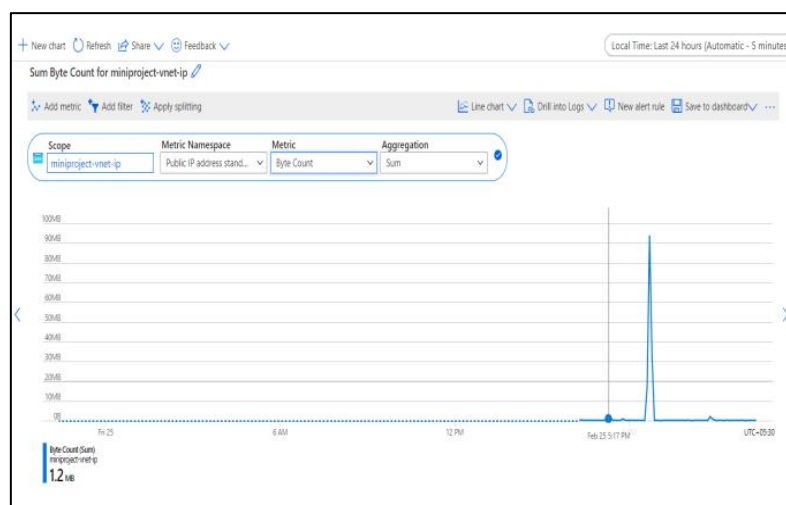 New chart Refresh Share Feedback
Local Time: Last 24 hours (Automatic - 5 minutes
Sum Byte Count for miniproject-vnet-ip
Add metric Add filter Apply splitting Line chart Drill into Logs New alert rule Save to dashboard ...
Scope Metric Namespace Metric Aggregation
miniproject-vnet-ip Public IP address stand... Byte Count Sum
100MB
90MB
80MB
70MB
60MB
50MB
40MB
30MB
20MB
10MB
0B
Fri 25 6 AM 12 PM Feb 25 5:17 PM UTC+05:30
Byte Count (Sum)
miniproject-vnet-ip
1.2 MB